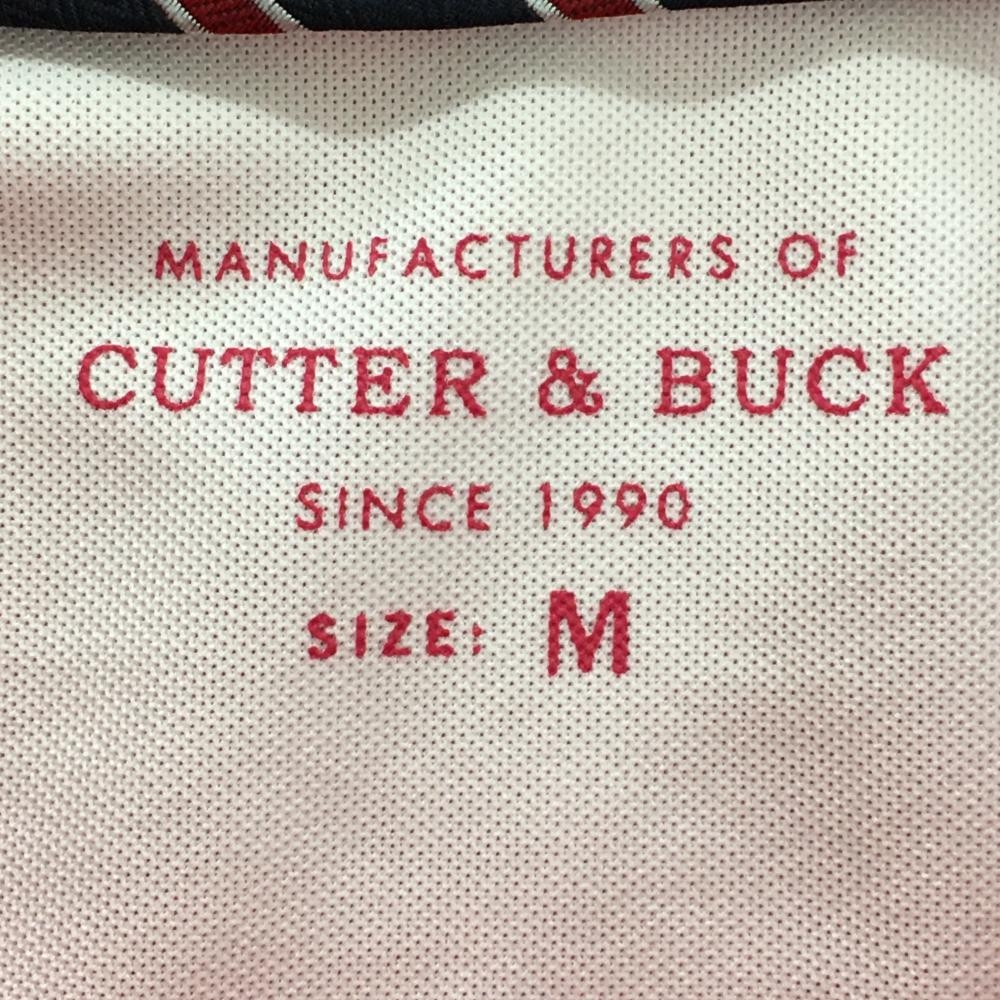 MANUFACTURERS OF
CUTTER & BUCK
SINCE 1990
SIZE: M